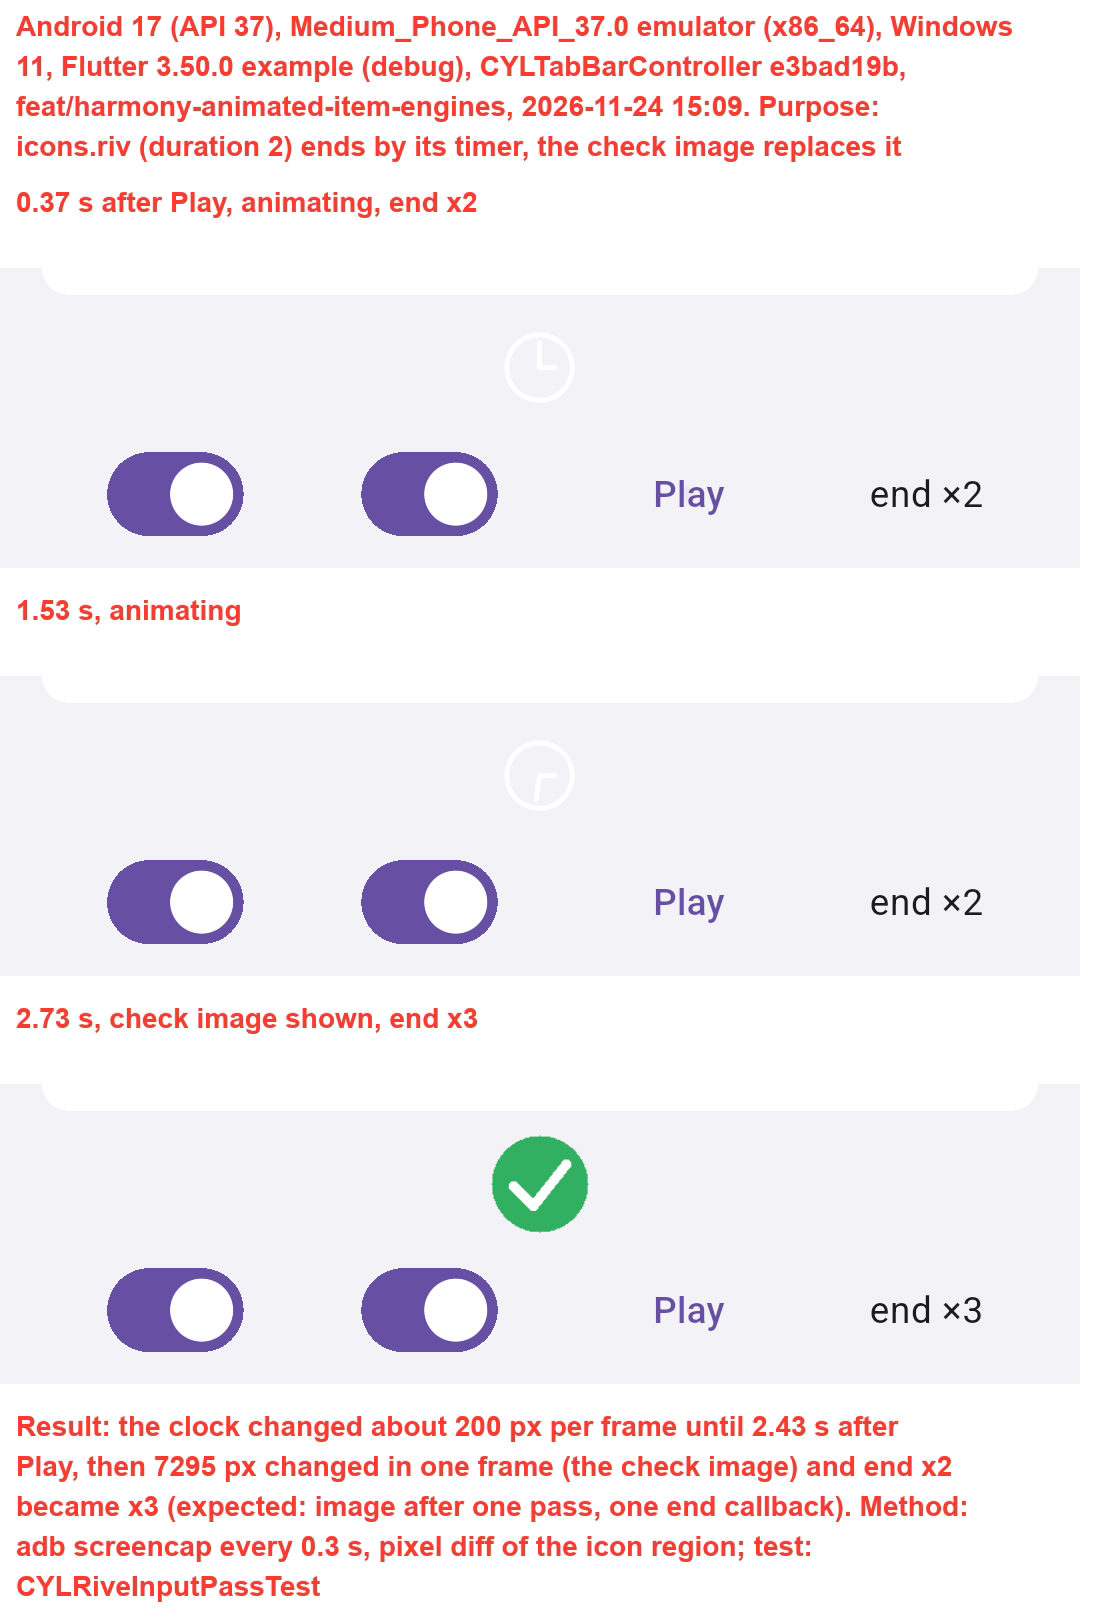 Android 17 (API 37), Medium_Phone_API_37.0 emulator (x86_64), Windows
11, Flutter 3.50.0 example (debug), CYLTabBarController e3bad19b,
feat/harmony-animated-item-engines, 2026-11-24 15:09. Purpose:
icons.riv (duration 2) ends by its timer, the check image replaces it
0.37 s after Play, animating, end x2
Play end ×2
1.53 s, animating
Play end ×2
2.73 s, check image shown, end x3
Play end ×3
Result: the clock changed about 200 px per frame until 2.43 s after
Play, then 7295 px changed in one frame (the check image) and end x2
became x3 (expected: image after one pass, one end callback). Method:
adb screencap every 0.3 s, pixel diff of the icon region; test:
CYLRiveInputPassTest